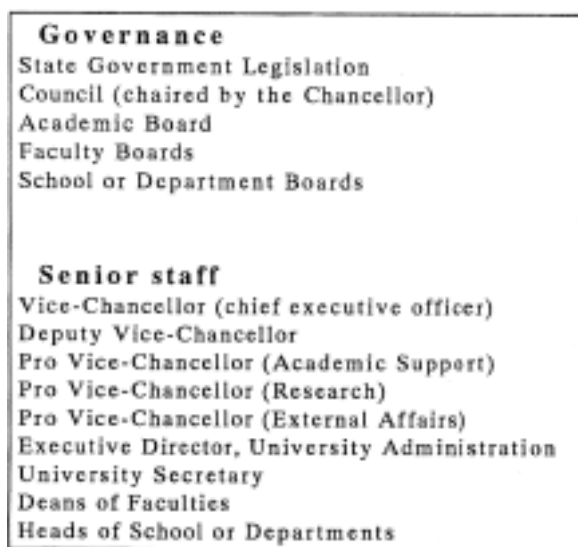 Governance
State Government Legislation
Council (chaired by the Chancellor)
Academic Board
Faculty Boards
School or Department Boards
Senior staff
Vice-Chancellor (chief executive officer)
Deputy Vice-Chancellor
Pro Vice-Chancellor (Academic Support)
Pro Vice-Chancellor (Research)
Pro Vice-Chancellor (External Affairs)
Executive Director, University Administration
University Secretary
Deans of Faculties
Heads of School or Departments